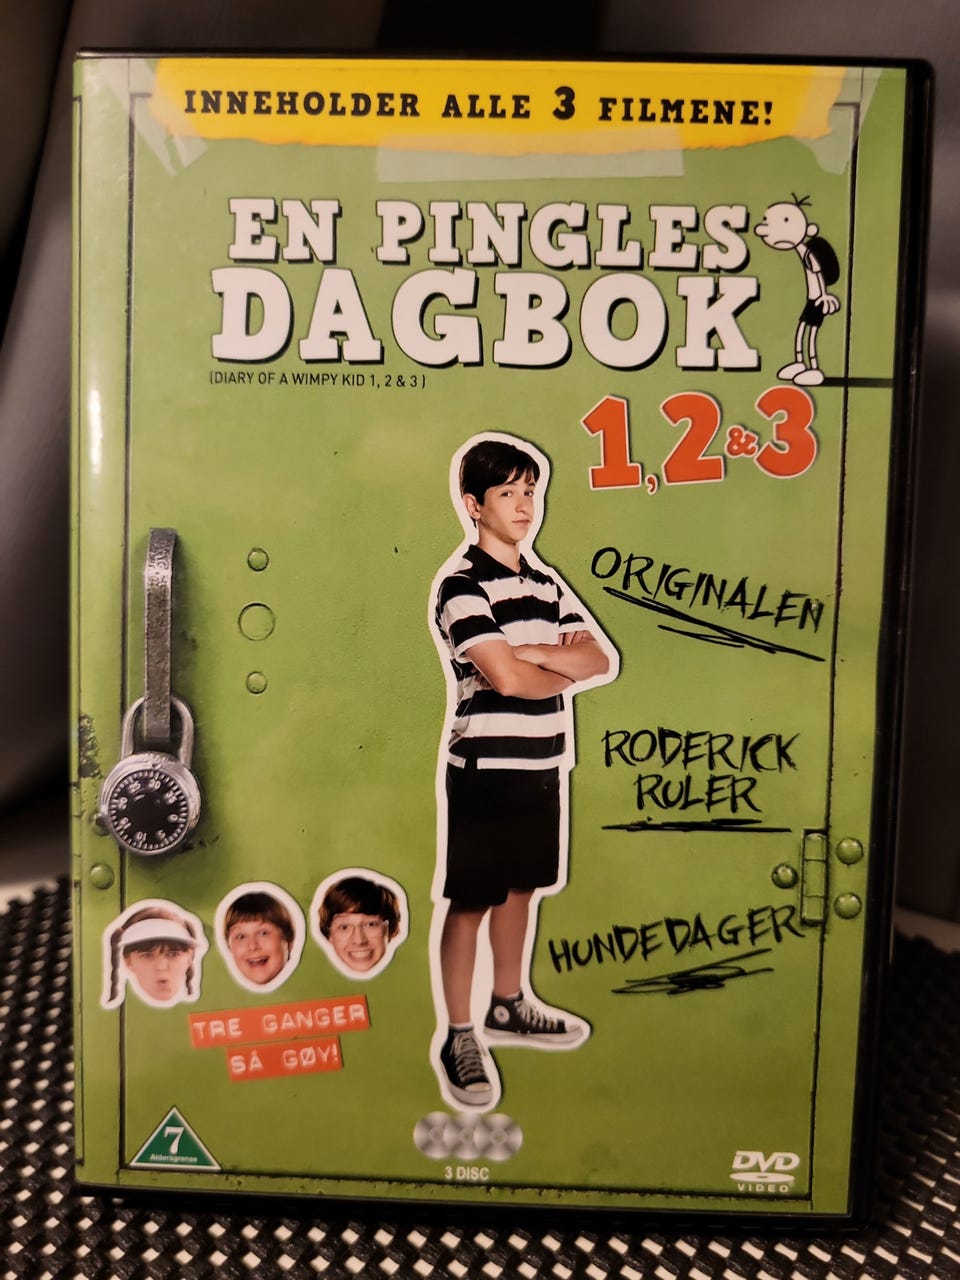 INNEHOLDER ALLE 3 FILMENE!
EN PINGLES
DAGBOK
(DIARY OF A WIMPY KID 1, 2 & 3)
1, 2 & 3
ORIGINALEN
RODERICK
RULER
HUNDEDAGER
TRE GANGER
SÅ GØY!
7
Aldersgrense
3 DISC
DVD
VIDEO